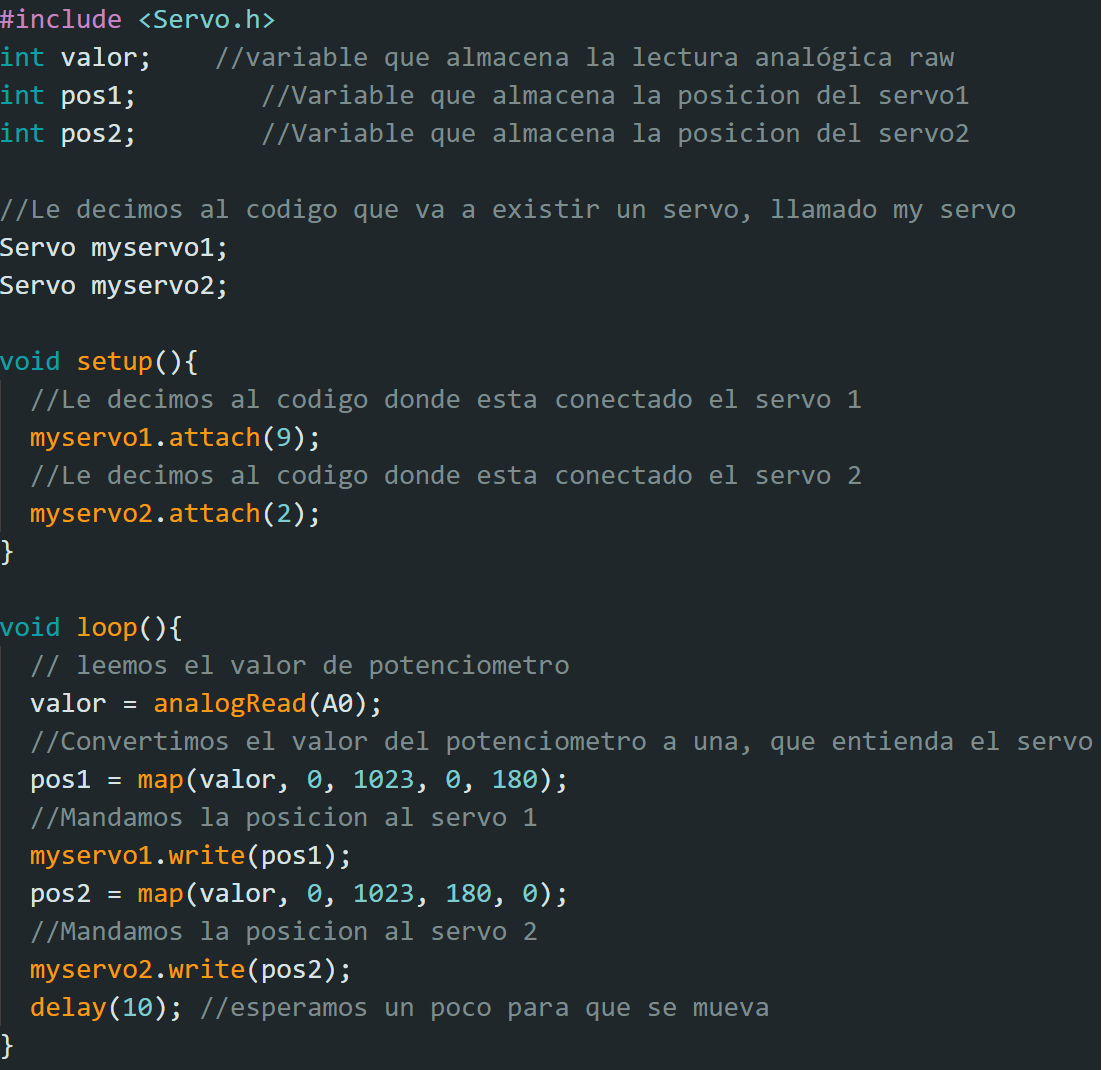 #include <Servo.h>
int valor;    //variable que almacena la lectura analógica raw
int pos1;        //Variable que almacena la posicion del servo1
int pos2;        //Variable que almacena la posicion del servo2
//Le decimos al codigo que va a existir un servo, llamado my servo
Servo myservo1;
Servo myservo2;
void setup(){
  //Le decimos al codigo donde esta conectado el servo 1
  myservo1.attach(9);
  //Le decimos al codigo donde esta conectado el servo 2
  myservo2.attach(2);
}
void loop(){
  // leemos el valor de potenciometro
  valor = analogRead(A0);
  //Convertimos el valor del potenciometro a una, que entienda el servo
  pos1 = map(valor, 0, 1023, 0, 180);
  //Mandamos la posicion al servo 1
  myservo1.write(pos1);
  pos2 = map(valor, 0, 1023, 180, 0);
  //Mandamos la posicion al servo 2
  myservo2.write(pos2);
  delay(10); //esperamos un poco para que se mueva
}